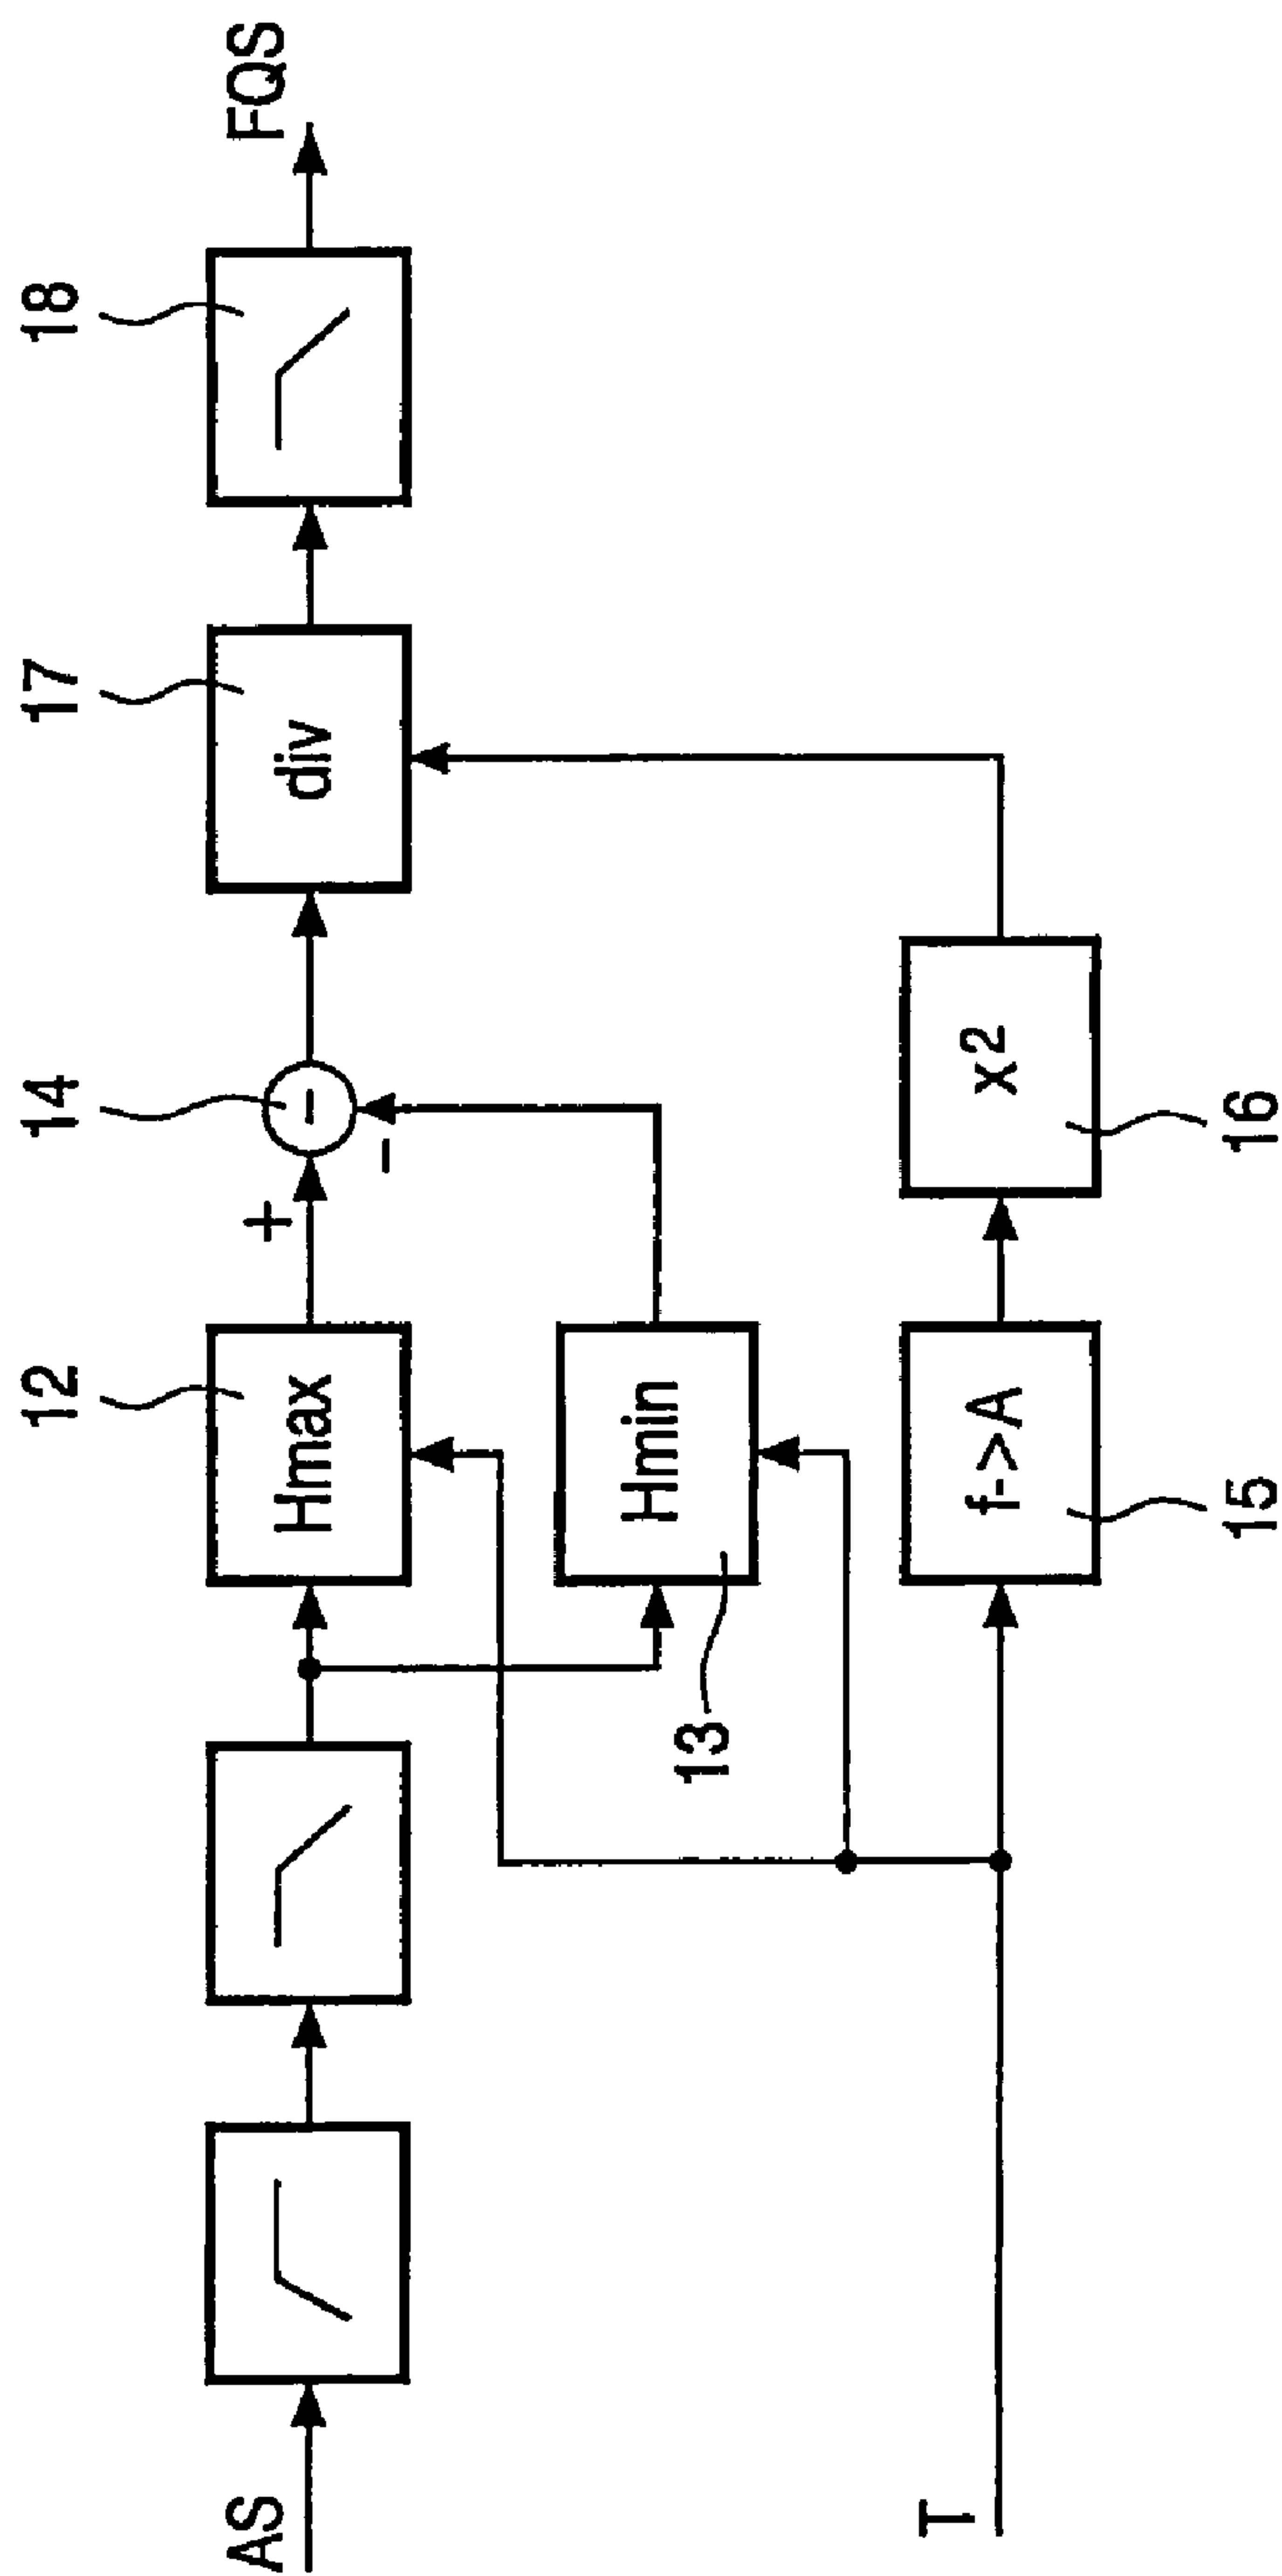 12
14
17
18
AS
Hmax
+
-
-
div
FQS
13
Hmin
T
f->A
x²
15
16